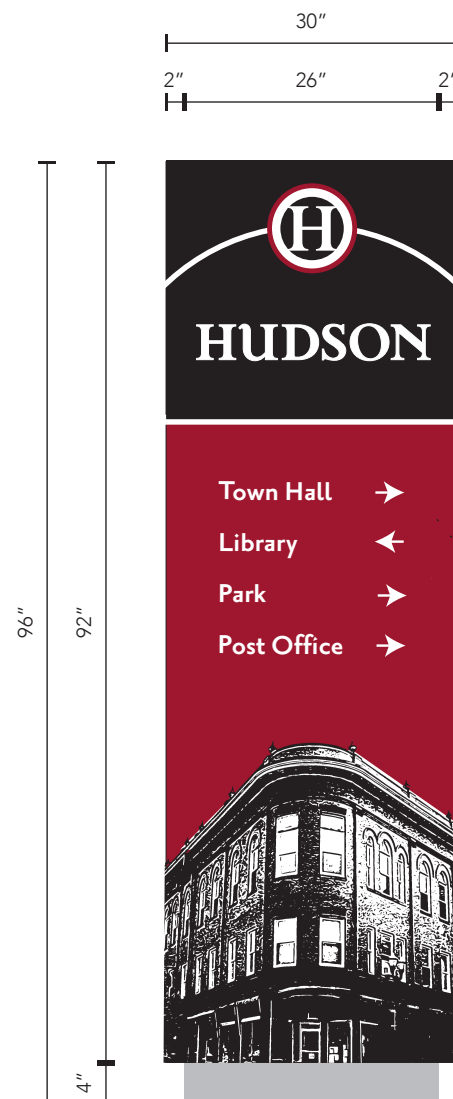 30″
2″ 26″ 2″
H
HUDSON
Town Hall
Library
Park
Post Office
96″
92″
4″